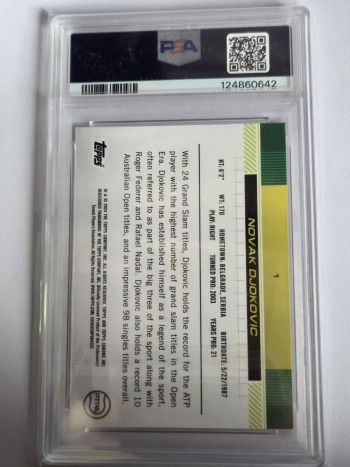 PSA
124860642
1
NOVAK DJOKOVIC
HT: 6'2" WT: 170 HOMETOWN: BELGRADE, SERBIA BIRTHDATE: 5/22/1987
PLAY: RIGHT TURNED PRO: 2003 YEARS PRO: 21
With 24 Grand Slam titles, Djokovic holds the record for the ATP
player with the highest number of grand slam titles in the Open
Era. Djokovic has established himself as a legend of the sport,
often referred to as part of the big three of the sport along with
Roger Federer and Rafael Nadal. Djokovic also holds a record 10
Australian Open titles, and an impressive 98 singles titles overall.
topps